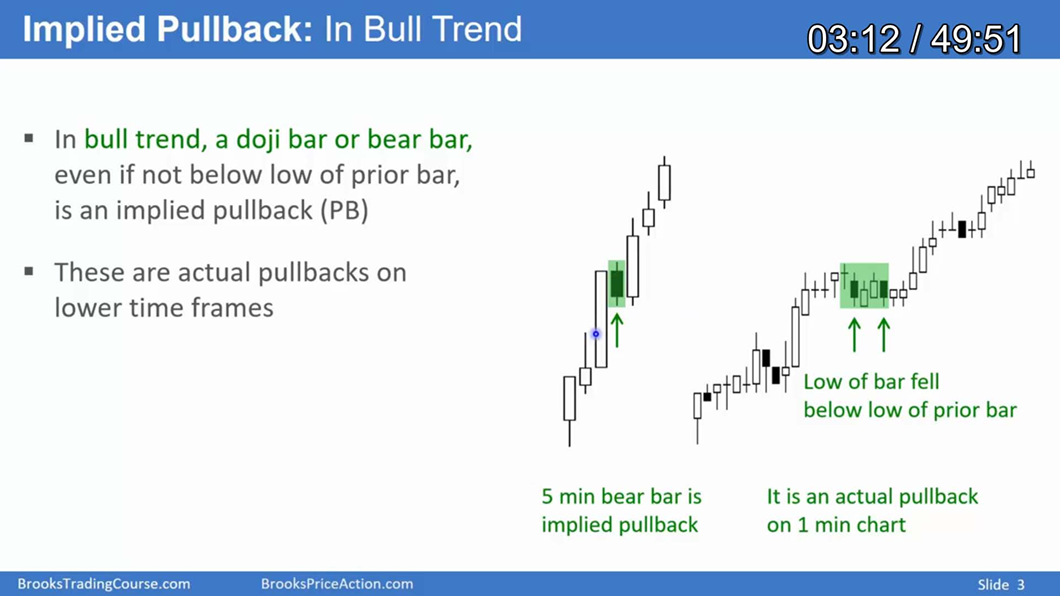 Implied Pullback: In Bull Trend
03:12 / 49:51
▪ In bull trend, a doji bar or bear bar,
even if not below low of prior bar,
is an implied pullback (PB)
▪ These are actual pullbacks on
lower time frames
Low of bar fell
below low of prior bar
5 min bear bar is
implied pullback
It is an actual pullback
on 1 min chart
BrooksTradingCourse.com
BrooksPriceAction.com
Slide 3